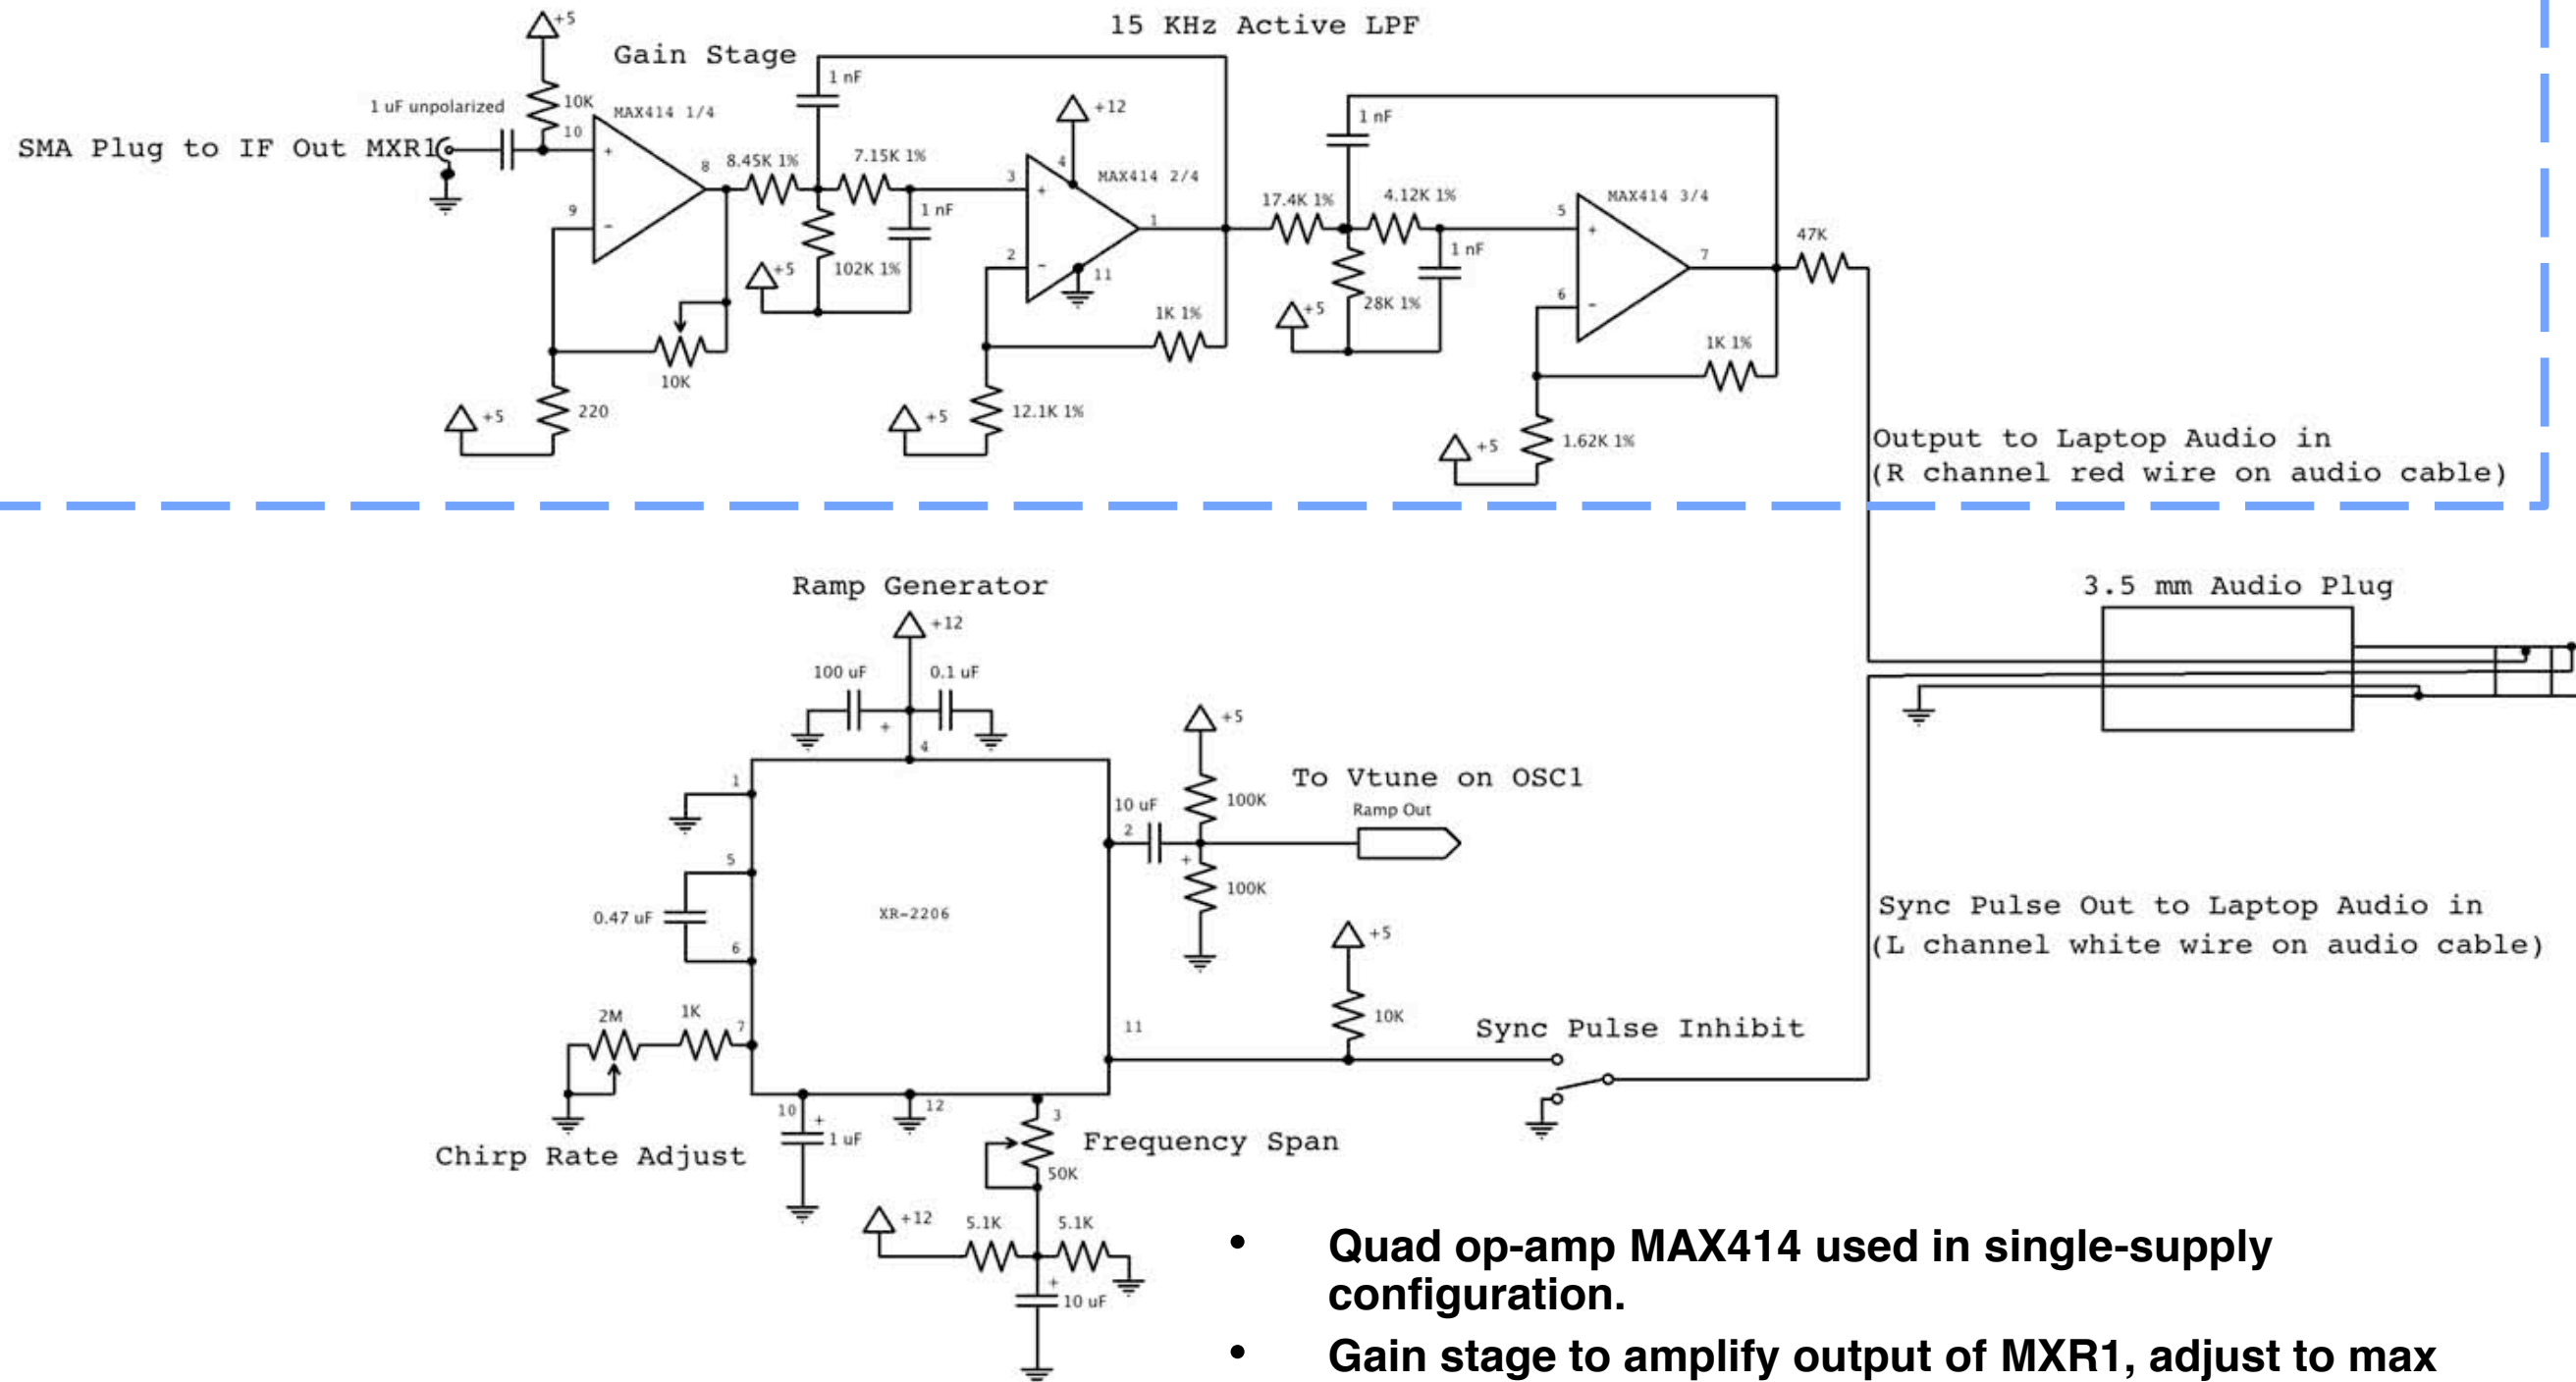 +5
15 KHz Active LPF
Gain Stage
1 nF
1 uF unpolarized
10K
MAX414 1/4
+12
1 nF
SMA Plug to IF Out MXR1
10
+
8
8.45K 1%
7.15K 1%
3
+
4
MAX414 2/4
17.4K 1%
4.12K 1%
MAX414 3/4
9
-
1 nF
1
5
+
47K
+5
102K 1%
2
-
11
1 nF
7
+5
28K 1%
6
-
1K 1%
1K 1%
10K
+5
220
+5
12.1K 1%
+5
1.62K 1%
Output to Laptop Audio in
(R channel red wire on audio cable)
Ramp Generator
3.5 mm Audio Plug
+12
100 uF
0.1 uF
+
4
+5
1
To Vtune on OSC1
10 uF
100K
Ramp Out
2
5
+
100K
0.47 uF
XR-2206
6
Sync Pulse Out to Laptop Audio in
(L channel white wire on audio cable)
+5
2M
1K
7
11
10K
Sync Pulse Inhibit
10
+
12
3
1 uF
Frequency Span
Chirp Rate Adjust
50K
+12
5.1K
5.1K
+
10 uF
• Quad op-amp MAX414 used in single-supply
configuration.
• Gain stage to amplify output of MXR1, adjust to max